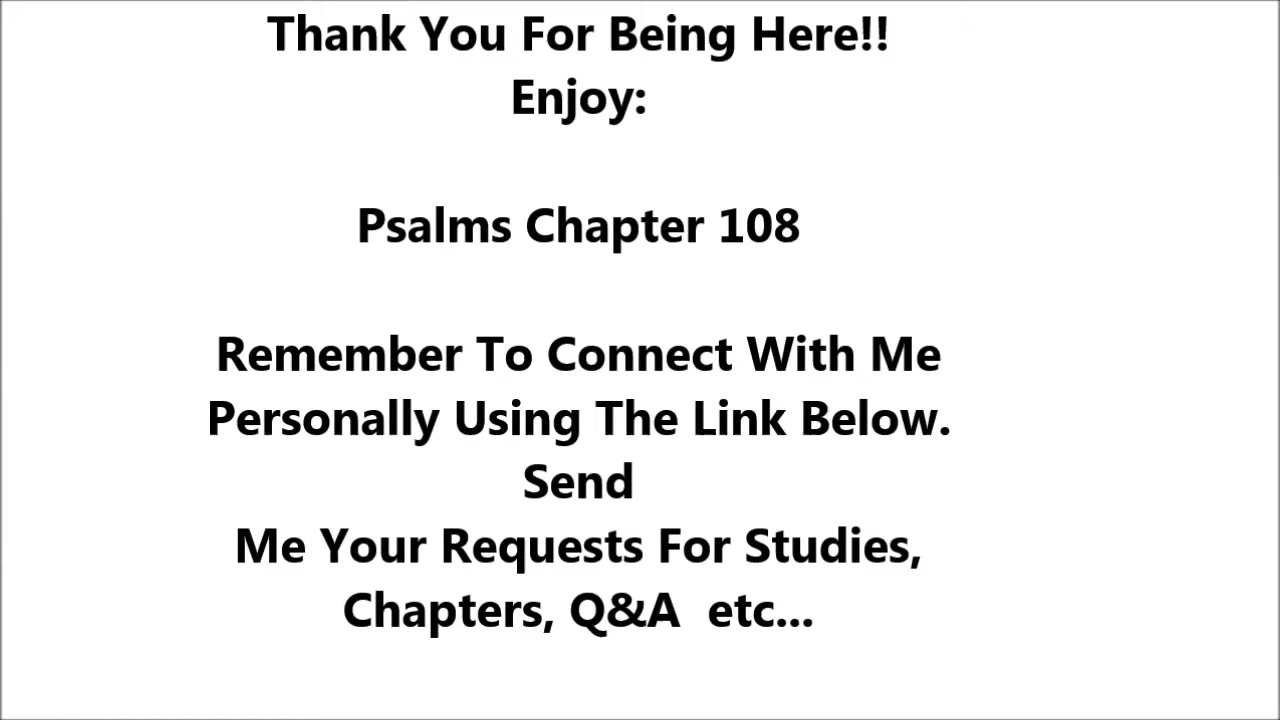 Thank You For Being Here!!
Enjoy:
Psalms Chapter 108
Remember To Connect With Me
Personally Using The Link Below.
Send
Me Your Requests For Studies,
Chapters, Q&A  etc...